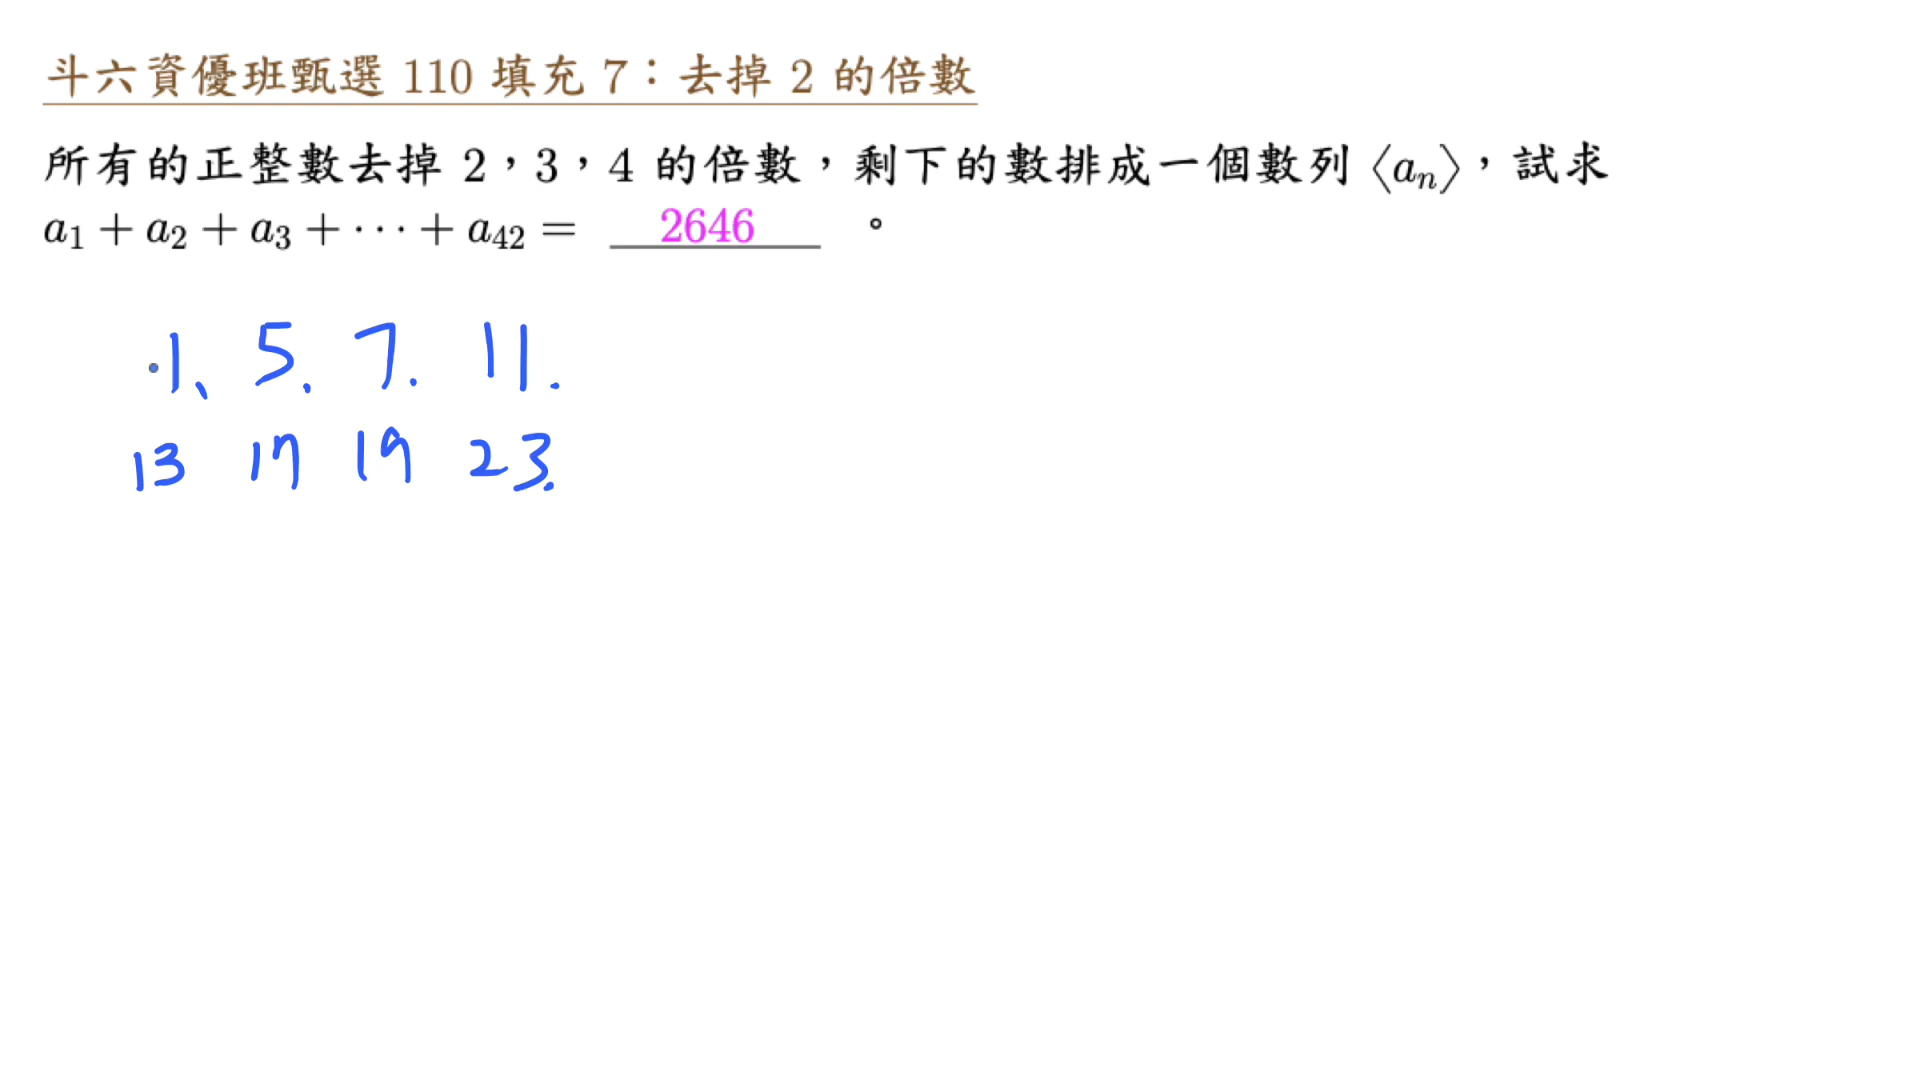 斗六資優班甄選 110 填充 7：去掉 2 的倍數
所有的正整數去掉 2，3，4 的倍數，剩下的數排成一個數列 ⟨aₙ⟩，試求
a₁ + a₂ + a₃ + ⋯ + a₄₂ = 2646 。
1、5. 7. 11.
13 17 19 23.